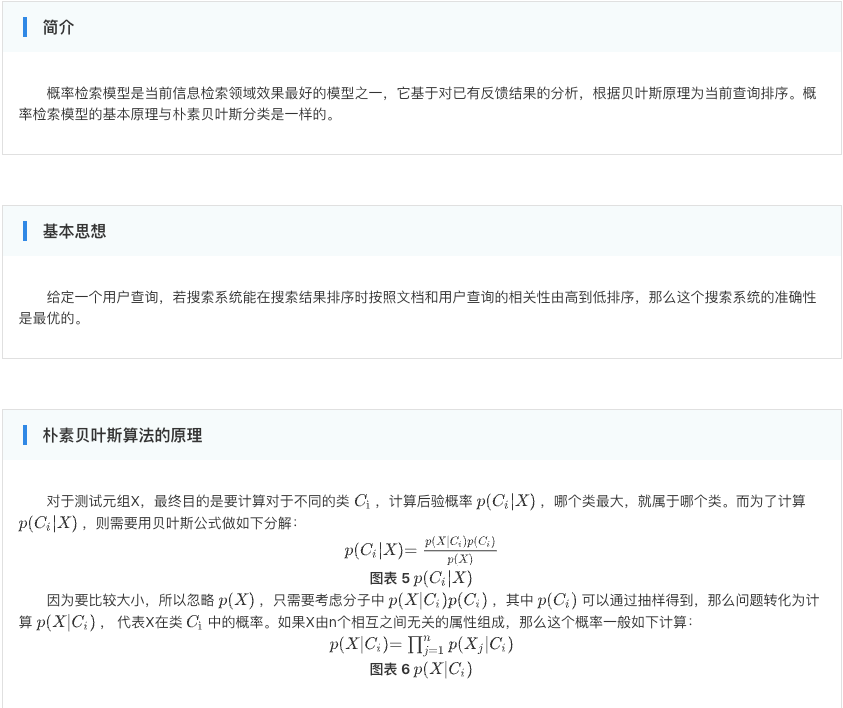 简介
概率检索模型是当前信息检索领域效果最好的模型之一，它基于对已有反馈结果的分析，根据贝叶斯原理为当前查询排序。概
率检索模型的基本原理与朴素贝叶斯分类是一样的。
基本思想
给定一个用户查询，若搜索系统能在搜索结果排序时按照文档和用户查询的相关性由高到低排序，那么这个搜索系统的准确性
是最优的。
朴素贝叶斯算法的原理
对于测试元组X，最终目的是要计算对于不同的类 C_i ，计算后验概率 p(C_i|X) ，哪个类最大，就属于哪个类。而为了计算
p(C_i|X) ，则需要用贝叶斯公式做如下分解：
p(C_i|X)= \frac{p(X|C_i)p(C_i)}{p(X)}
图表 5 p(C_i|X)
因为要比较大小，所以忽略 p(X) ，只需要考虑分子中 p(X|C_i)p(C_i) ，其中 p(C_i) 可以通过抽样得到，那么问题转化为计
算 p(X|C_i) ， 代表X在类 C_i 中的概率。如果X由n个相互之间无关的属性组成，那么这个概率一般如下计算：
p(X|C_i)= \prod_{j=1}^{n} p(X_j|C_i)
图表 6 p(X|C_i)